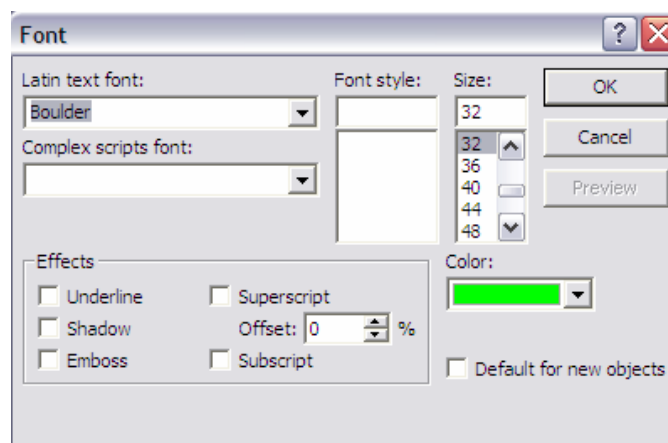 Font
Latin text font: Font style: Size:
Boulder 32 OK
Complex scripts font: 32 Cancel
36
40 Preview
44
48
Effects Color:
Underline Superscript
Shadow Offset: 0 %
Emboss Subscript Default for new objects